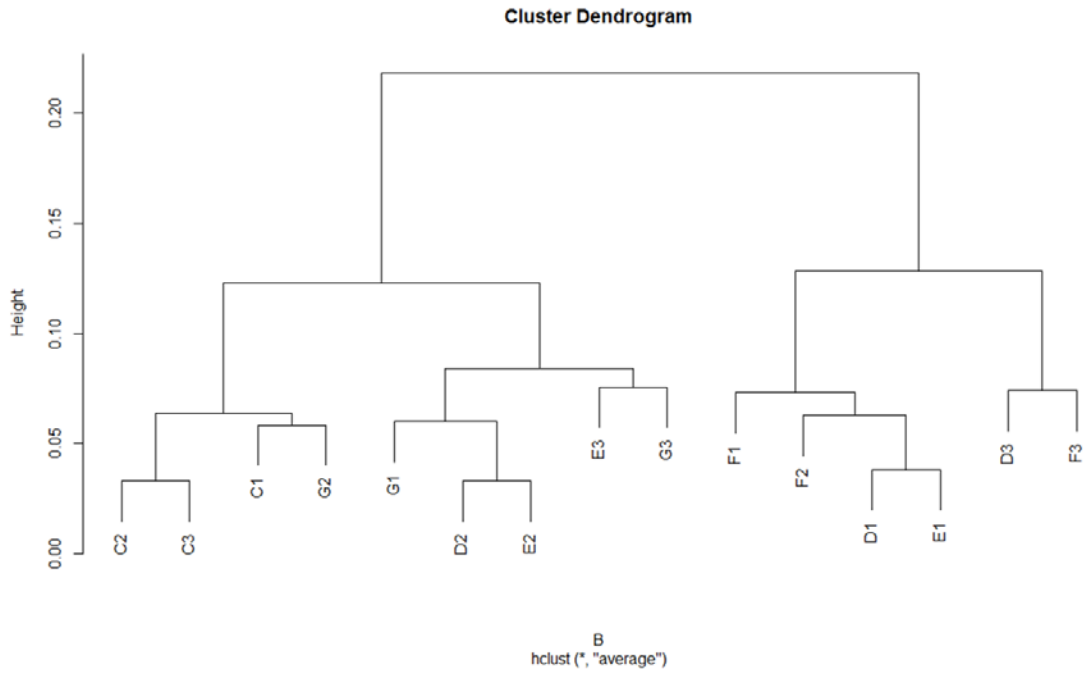 Cluster Dendrogram
Height
0.20
0.15
0.10
0.05
0.00
C2
C3
C1
G2
G1
D2
E2
E3
G3
F1
F2
D1
E1
D3
F3
B
hclust (*, "average")